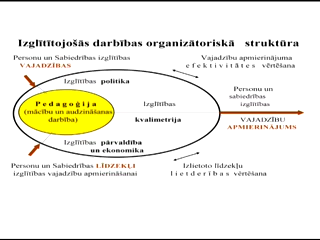 Izglītītojošās darbības organizātoriskā struktūra
Personu un Sabiedrības izglītības
VAJADZĪBAS
Vajadzību apmierinājuma
efektivitātes vērtēšana
Izglītības politika
Pedagoģija
(mācību un audzināšanas
darbība)
Izglītības
kvalimetrija
Personu un
sabiedrības
izglītības
VAJADZĪBU
APMIERINĀJUMS
Izglītības pārvaldība
un ekonomika
Personu un Sabiedrības LĪDZEKĻI
izglītības vajadzību apmierināšanai
Izlietoto līdzekļu
lietderības vērtēšana